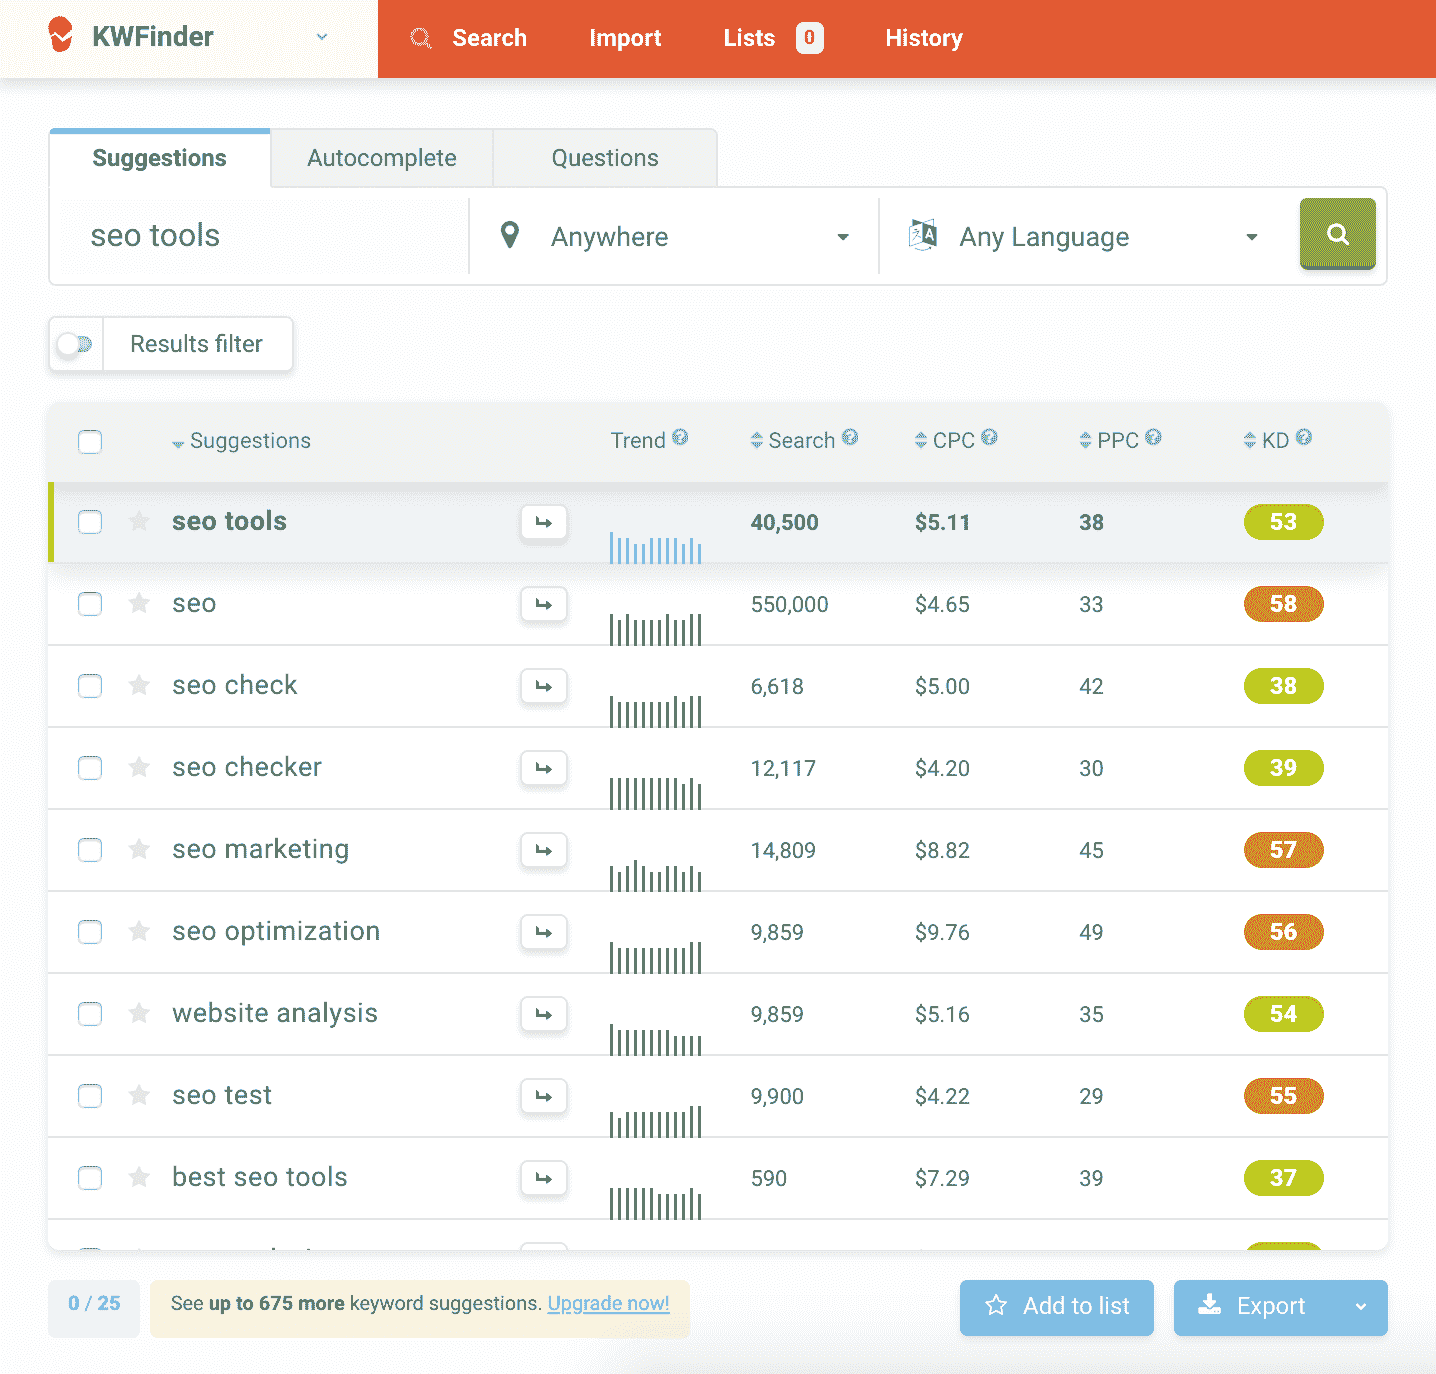 KWFinder Search Import Lists 0 History
Suggestions Autocomplete Questions
seo tools Anywhere Any Language
Results filter
Suggestions Trend ? Search ? CPC ? PPC ? KD ?
seo tools 40,500 $5.11 38 53
seo 550,000 $4.65 33 58
seo check 6,618 $5.00 42 38
seo checker 12,117 $4.20 30 39
seo marketing 14,809 $8.82 45 57
seo optimization 9,859 $9.76 49 56
website analysis 9,859 $5.16 35 54
seo test 9,900 $4.22 29 55
best seo tools 590 $7.29 39 37
0 / 25 See up to 675 more keyword suggestions. Upgrade now! Add to list Export